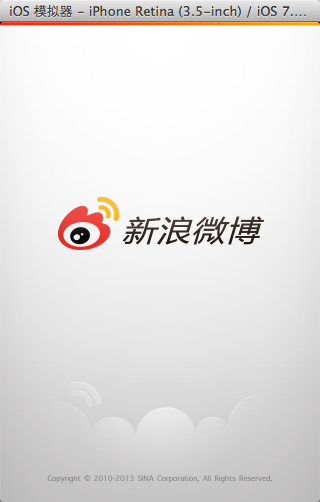 iOS 模拟器 - iPhone Retina (3.5-inch) / iOS 7....
新浪微博
Copyright © 2010-2013 SINA Corporation, All Rights Reserved.